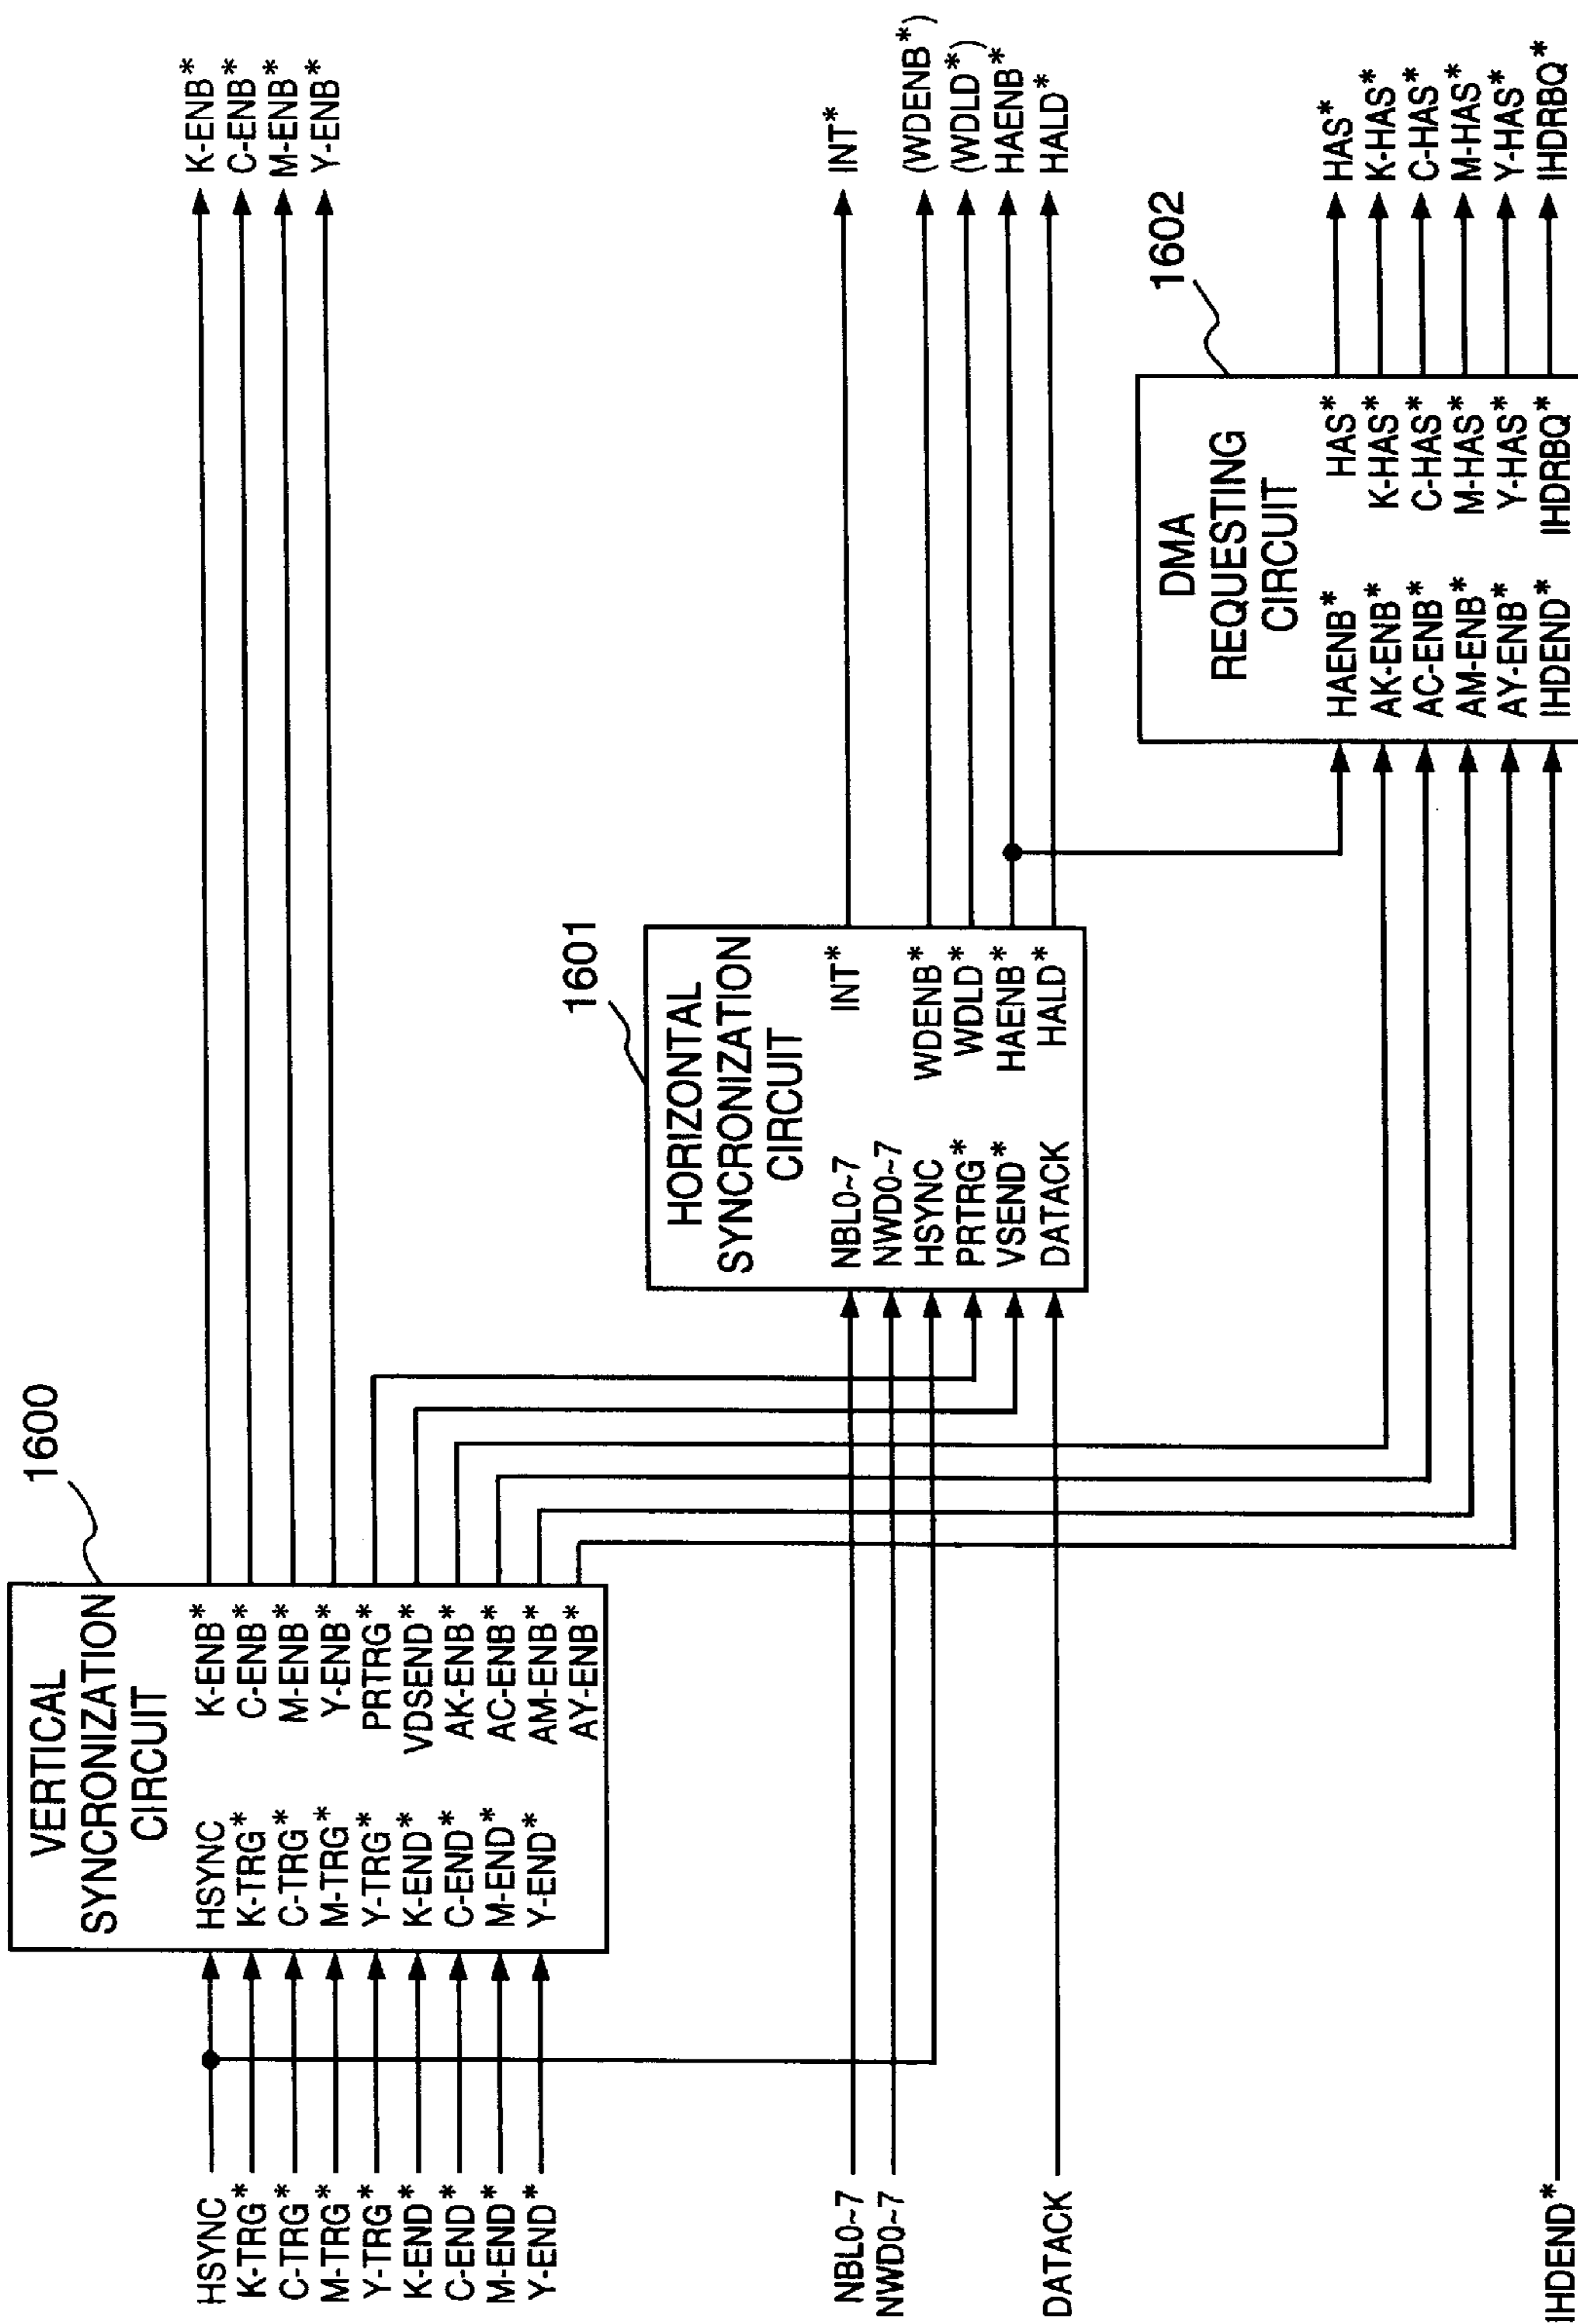 1600
VERTICAL
SYNCRONIZATION
CIRCUIT
HSYNC
K-TRG*
C-TRG*
M-TRG*
Y-TRG*
K-END*
C-END*
M-END*
Y-END*
HSYNC
K-TRG*
C-TRG*
M-TRG*
Y-TRG*
K-END*
C-END*
M-END*
Y-END*
K-ENB*
C-ENB*
M-ENB*
Y-ENB*
PRTRG*
VDSEND*
AK-ENB*
AC-ENB*
AM-ENB*
AY-ENB*
K-ENB*
C-ENB*
M-ENB*
Y-ENB*
1601
HORIZONTAL
SYNCRONIZATION
CIRCUIT
NBL0~7
NWD0~7
DATACK
NBL0~7
NWD0~7
HSYNC
PRTRG*
VSEND*
DATACK
INT*
WDENB*
WDLD*
HAENB*
HALD*
INT*
(WDENB*)
(WDLD*)
HAENB*
HALD*
1602
DMA
REQUESTING
CIRCUIT
IHDEND*
HAENB*
AK-ENB*
AC-ENB*
AM-ENB*
AY-ENB*
IHDEND*
HAS*
K-HAS*
C-HAS*
M-HAS*
Y-HAS*
IHDRBQ*
HAS*
K-HAS*
C-HAS*
M-HAS*
Y-HAS*
IHDRBQ*